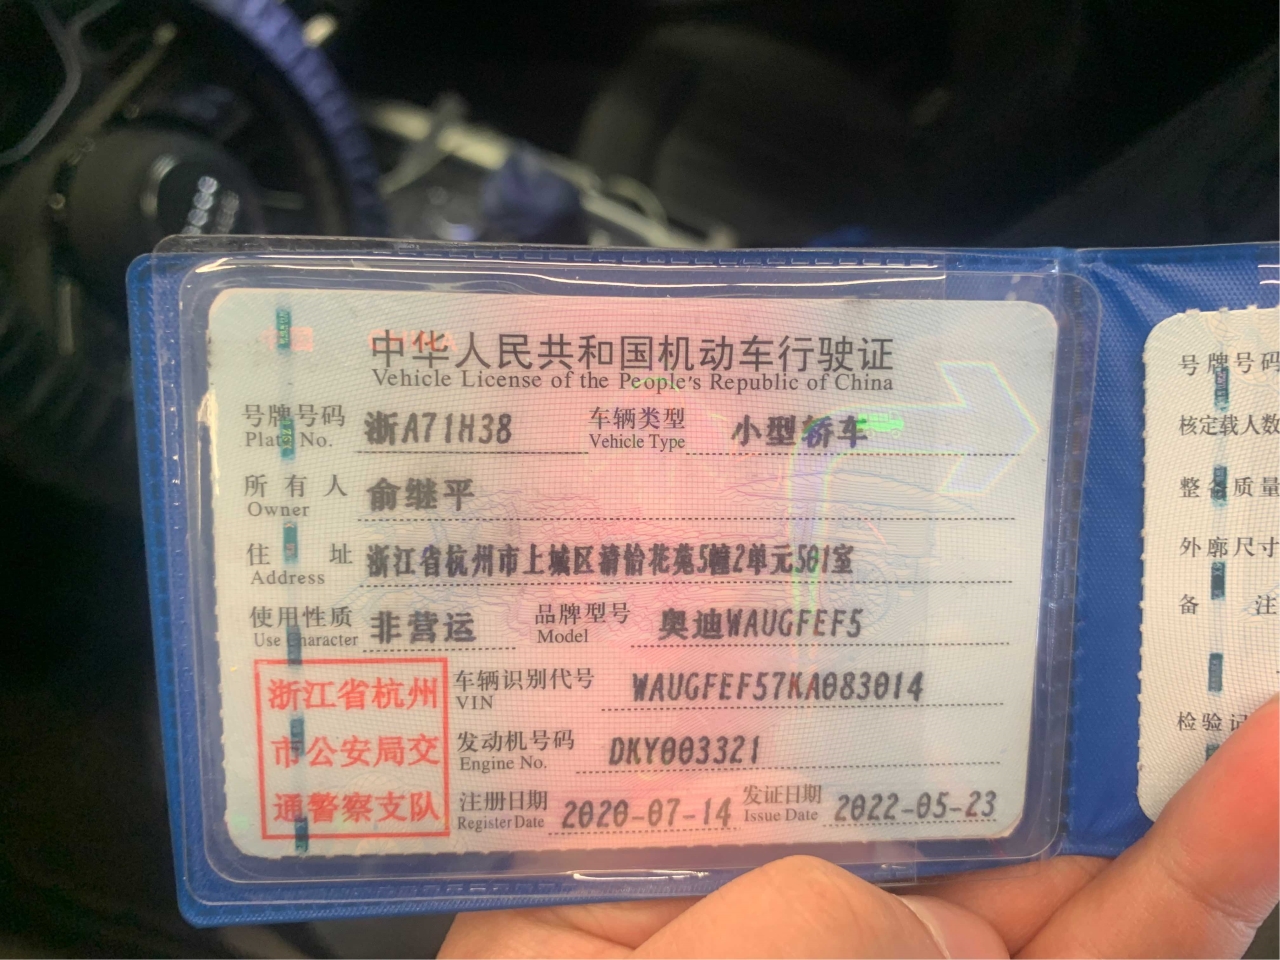 中华人民共和国机动车行驶证
Vehicle License of the People's Republic of China
号牌号码 浙A71H38 车辆类型 小型轿车
Plate No. Vehicle Type
所有人 俞继平
Owner
住址 浙江省杭州市上城区清怡花苑5幢2单元501室
Address
使用性质 非营运 品牌型号 奥迪WAUGFEF5
Use Character Model
浙江省杭州
市公安局交
通警察支队
车辆识别代号 WAUGFEF57KA083014
VIN
发动机号码 DKY003321
Engine No.
注册日期 2020-07-14 发证日期 2022-05-23
Register Date Issue Date
号牌号码
核定载人数
整备质量
外廓尺寸
备注
检验记